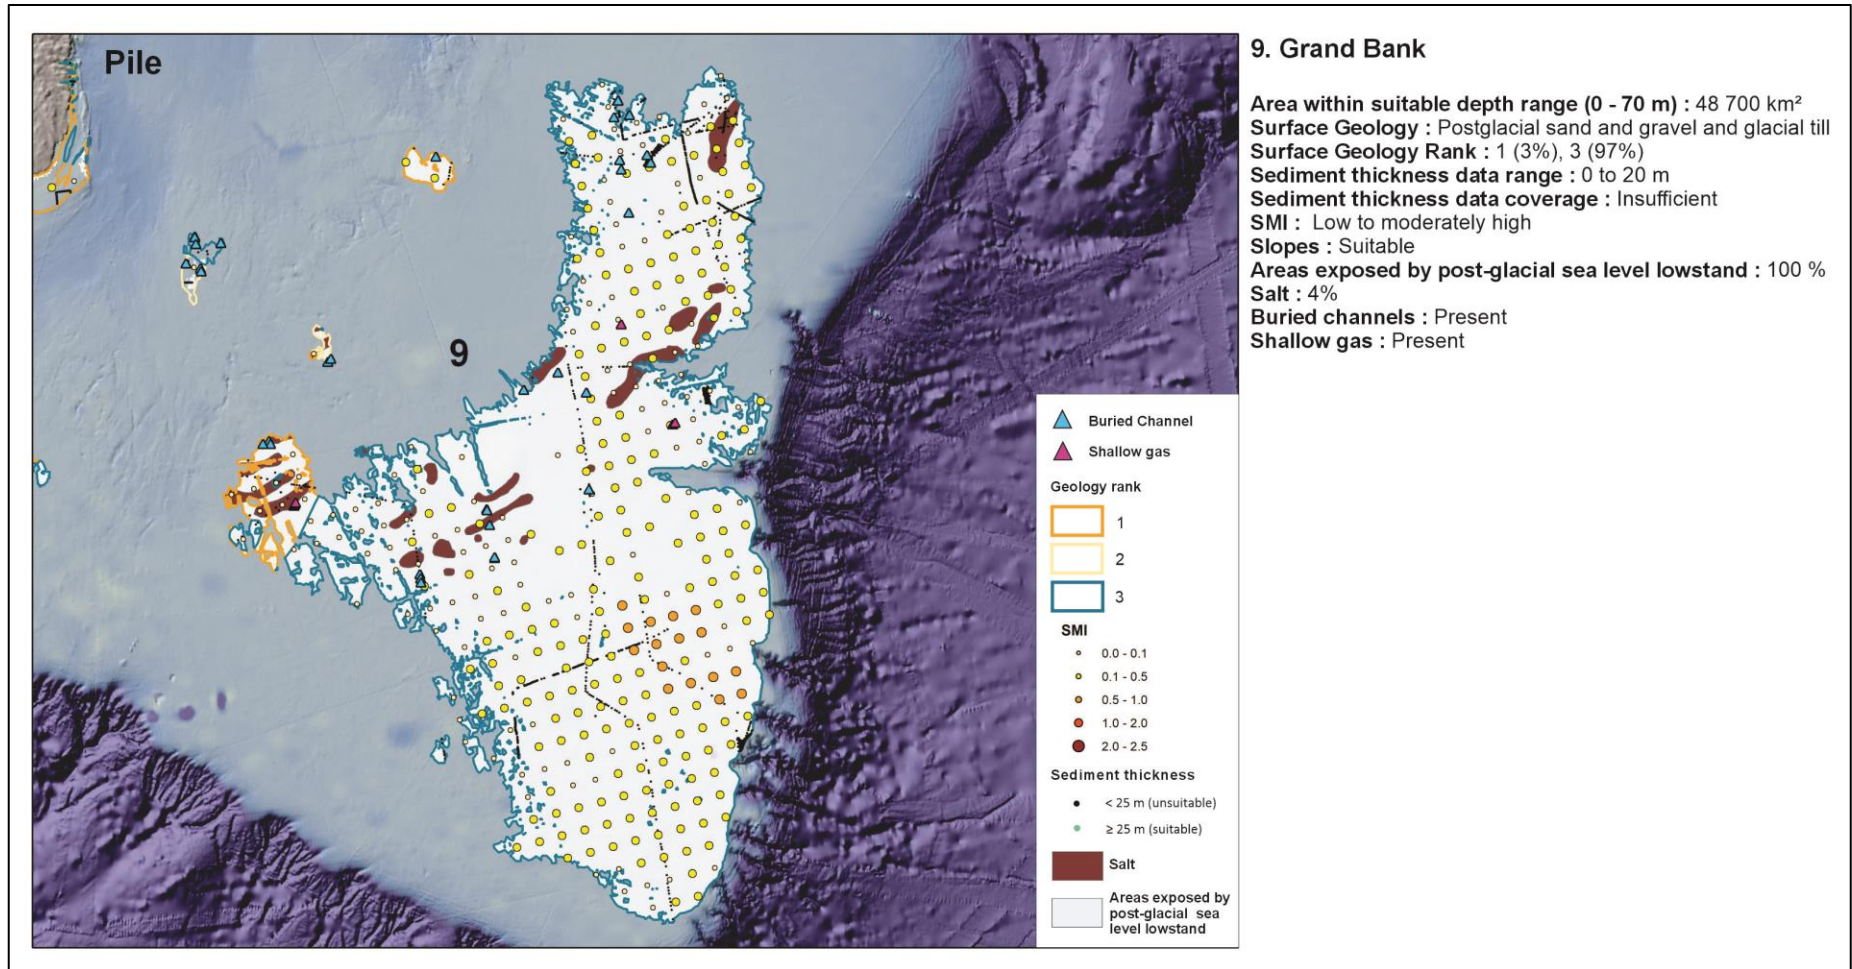 Pile
9
9. Grand Bank
Area within suitable depth range (0 - 70 m) : 48 700 km²
Surface Geology : Postglacial sand and gravel and glacial till
Surface Geology Rank : 1 (3%), 3 (97%)
Sediment thickness data range : 0 to 20 m
Sediment thickness data coverage : Insufficient
SMI : Low to moderately high
Slopes : Suitable
Areas exposed by post-glacial sea level lowstand : 100 %
Salt : 4%
Buried channels : Present
Shallow gas : Present
Buried Channel
Shallow gas
Geology rank
1
2
3
SMI
0.0 - 0.1
0.1 - 0.5
0.5 - 1.0
1.0 - 2.0
2.0 - 2.5
Sediment thickness
< 25 m (unsuitable)
≥ 25 m (suitable)
Salt
Areas exposed by
post-glacial sea
level lowstand